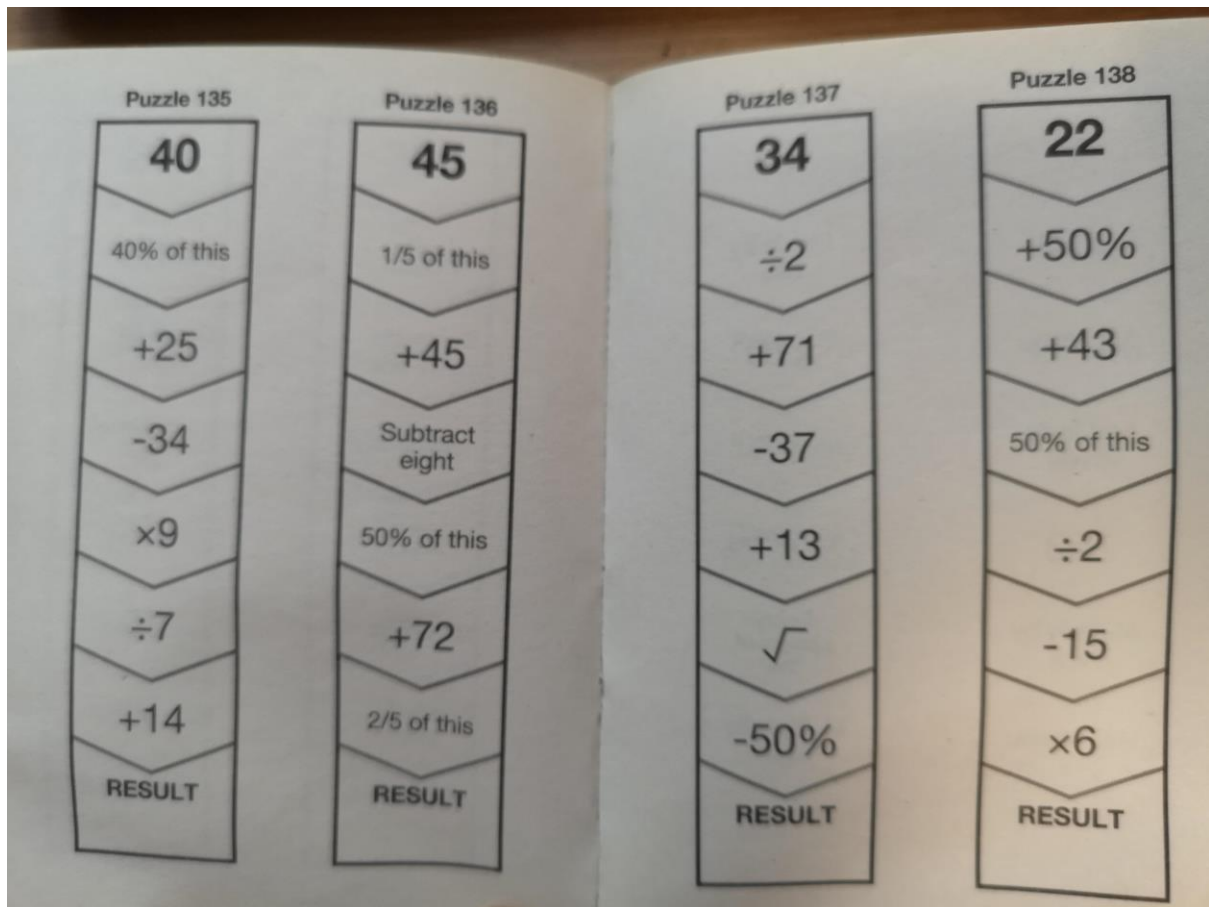 Puzzle 135
40
40% of this
+25
-34
×9
÷7
+14
RESULT
Puzzle 136
45
1/5 of this
+45
Subtract
eight
50% of this
+72
2/5 of this
RESULT
Puzzle 137
34
÷2
+71
-37
+13
√
-50%
RESULT
Puzzle 138
22
+50%
+43
50% of this
÷2
-15
×6
RESULT